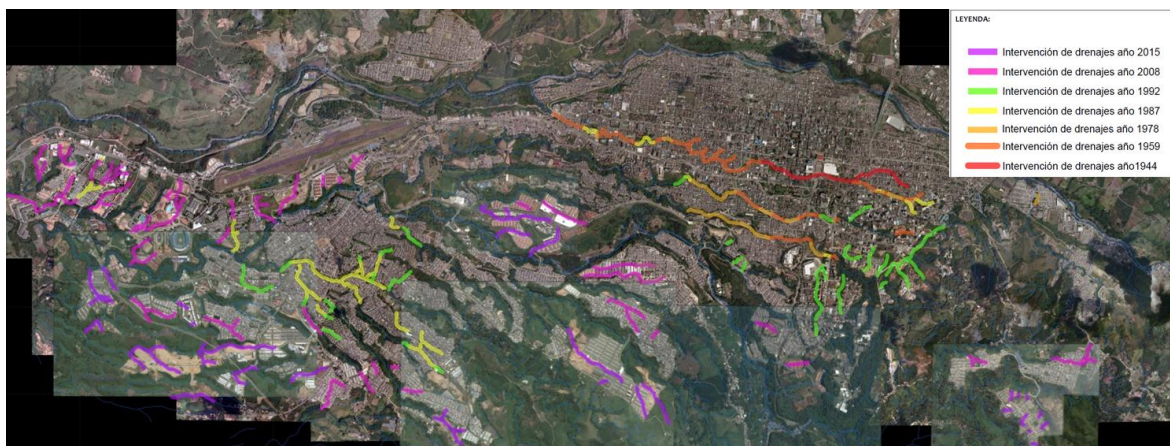 LEYENDA:
Intervención de drenajes año 2015
Intervención de drenajes año 2008
Intervención de drenajes año 1992
Intervención de drenajes año 1987
Intervención de drenajes año 1978
Intervención de drenajes año 1959
Intervención de drenajes año1944